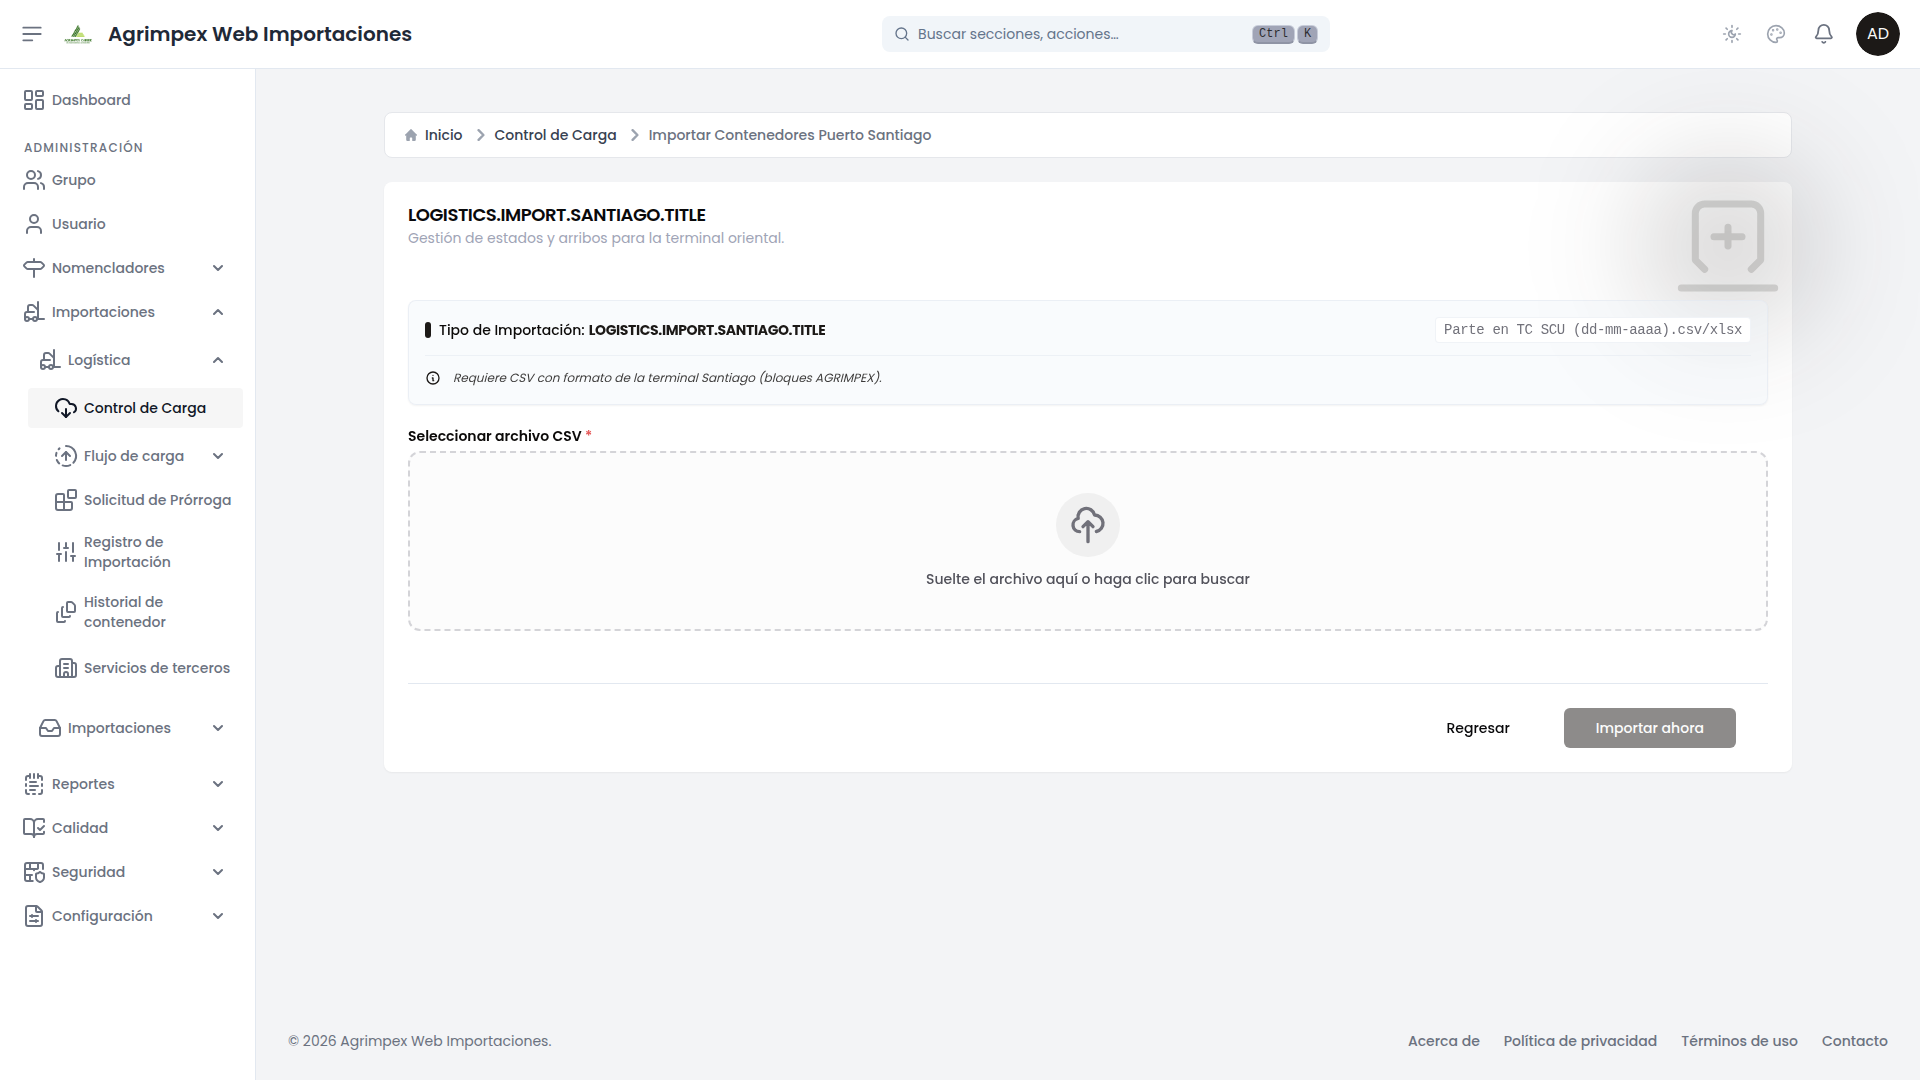 Agrimpex Web Importaciones
Buscar secciones, acciones...
Ctrl K
AD
Dashboard
ADMINISTRACIÓN
Grupo
Usuario
Nomencladores
Importaciones
Logística
Control de Carga
Flujo de carga
Solicitud de Prórroga
Registro de
Importación
Historial de
contenedor
Servicios de terceros
Importaciones
Reportes
Calidad
Seguridad
Configuración
Inicio
Control de Carga
Importar Contenedores Puerto Santiago
LOGISTICS.IMPORT.SANTIAGO.TITLE
Gestión de estados y arribos para la terminal oriental.
Tipo de Importación: LOGISTICS.IMPORT.SANTIAGO.TITLE
Parte en TC SCU (dd-mm-aaaa).csv/xlsx
Requiere CSV con formato de la terminal Santiago (bloques AGRIMPEX).
Seleccionar archivo CSV *
Suelte el archivo aquí o haga clic para buscar
Regresar
Importar ahora
© 2026 Agrimpex Web Importaciones.
Acerca de
Política de privacidad
Términos de uso
Contacto